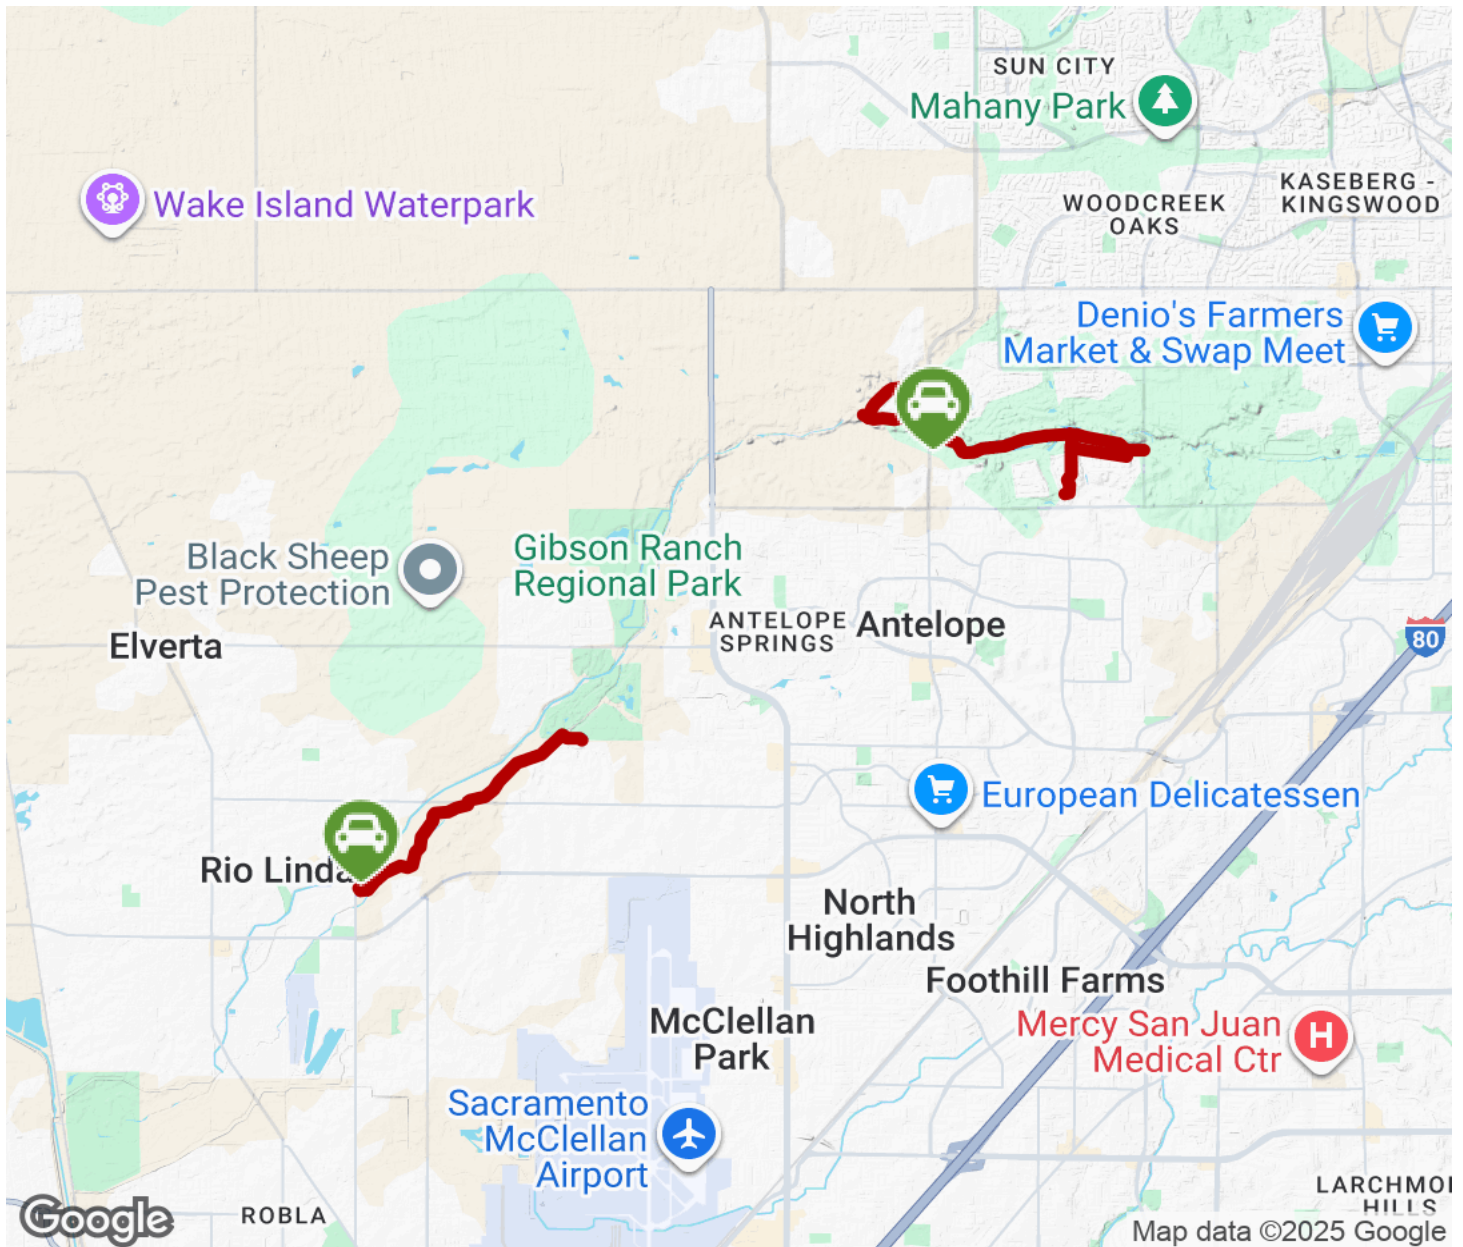 SUN CITY
Mahany Park
KASEBERG -
KINGSWOOD
Wake Island Waterpark
WOODCREEK
OAKS
Denio's Farmers
Market & Swap Meet
Gibson Ranch
Regional Park
Black Sheep
Pest Protection
ANTELOPE
SPRINGS
Antelope
80
Elverta
European Delicatessen
Rio Linda
North
Highlands
Foothill Farms
McClellan
Park
Mercy San Juan
Medical Ctr
H
Sacramento
McClellan
Airport
LARCHMO
HILLS
ROBLA
Google
Map data ©2025 Google